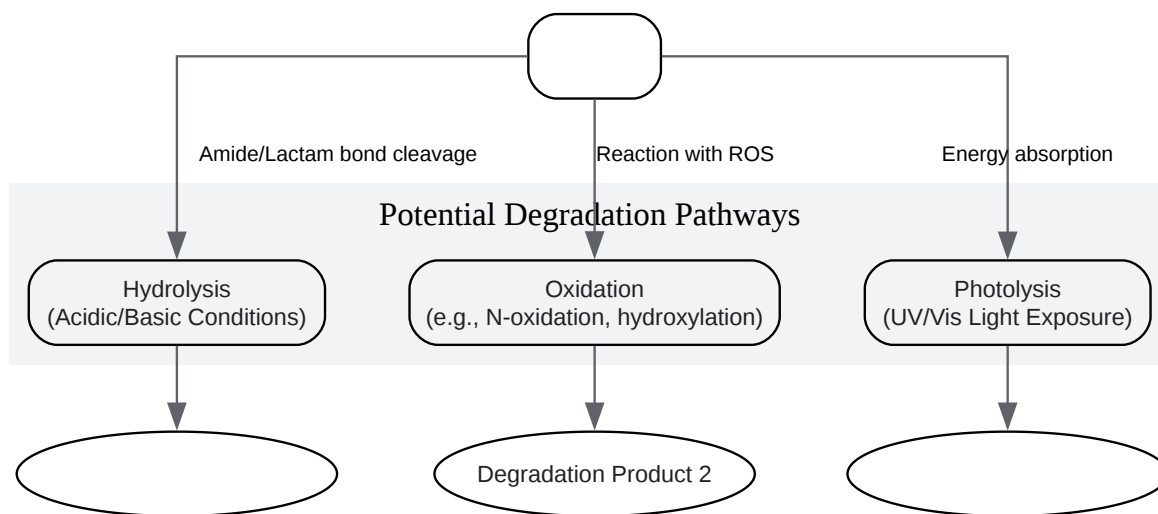 Amide/Lactam bond cleavage
Reaction with ROS
Energy absorption
Potential Degradation Pathways
Hydrolysis
(Acidic/Basic Conditions)
Oxidation
(e.g., N-oxidation, hydroxylation)
Photolysis
(UV/Vis Light Exposure)
Degradation Product 2